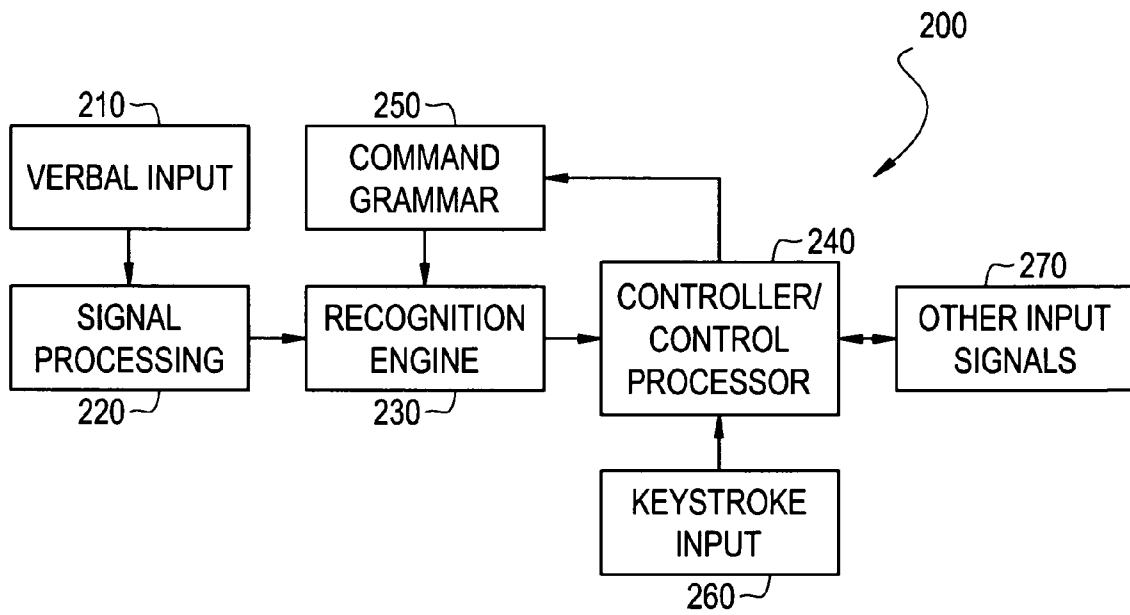 200
210
VERBAL INPUT
250
COMMAND
GRAMMAR
SIGNAL
PROCESSING
220
RECOGNITION
ENGINE
230
240
CONTROLLER/
CONTROL
PROCESSOR
270
OTHER INPUT
SIGNALS
KEYSTROKE
INPUT
260